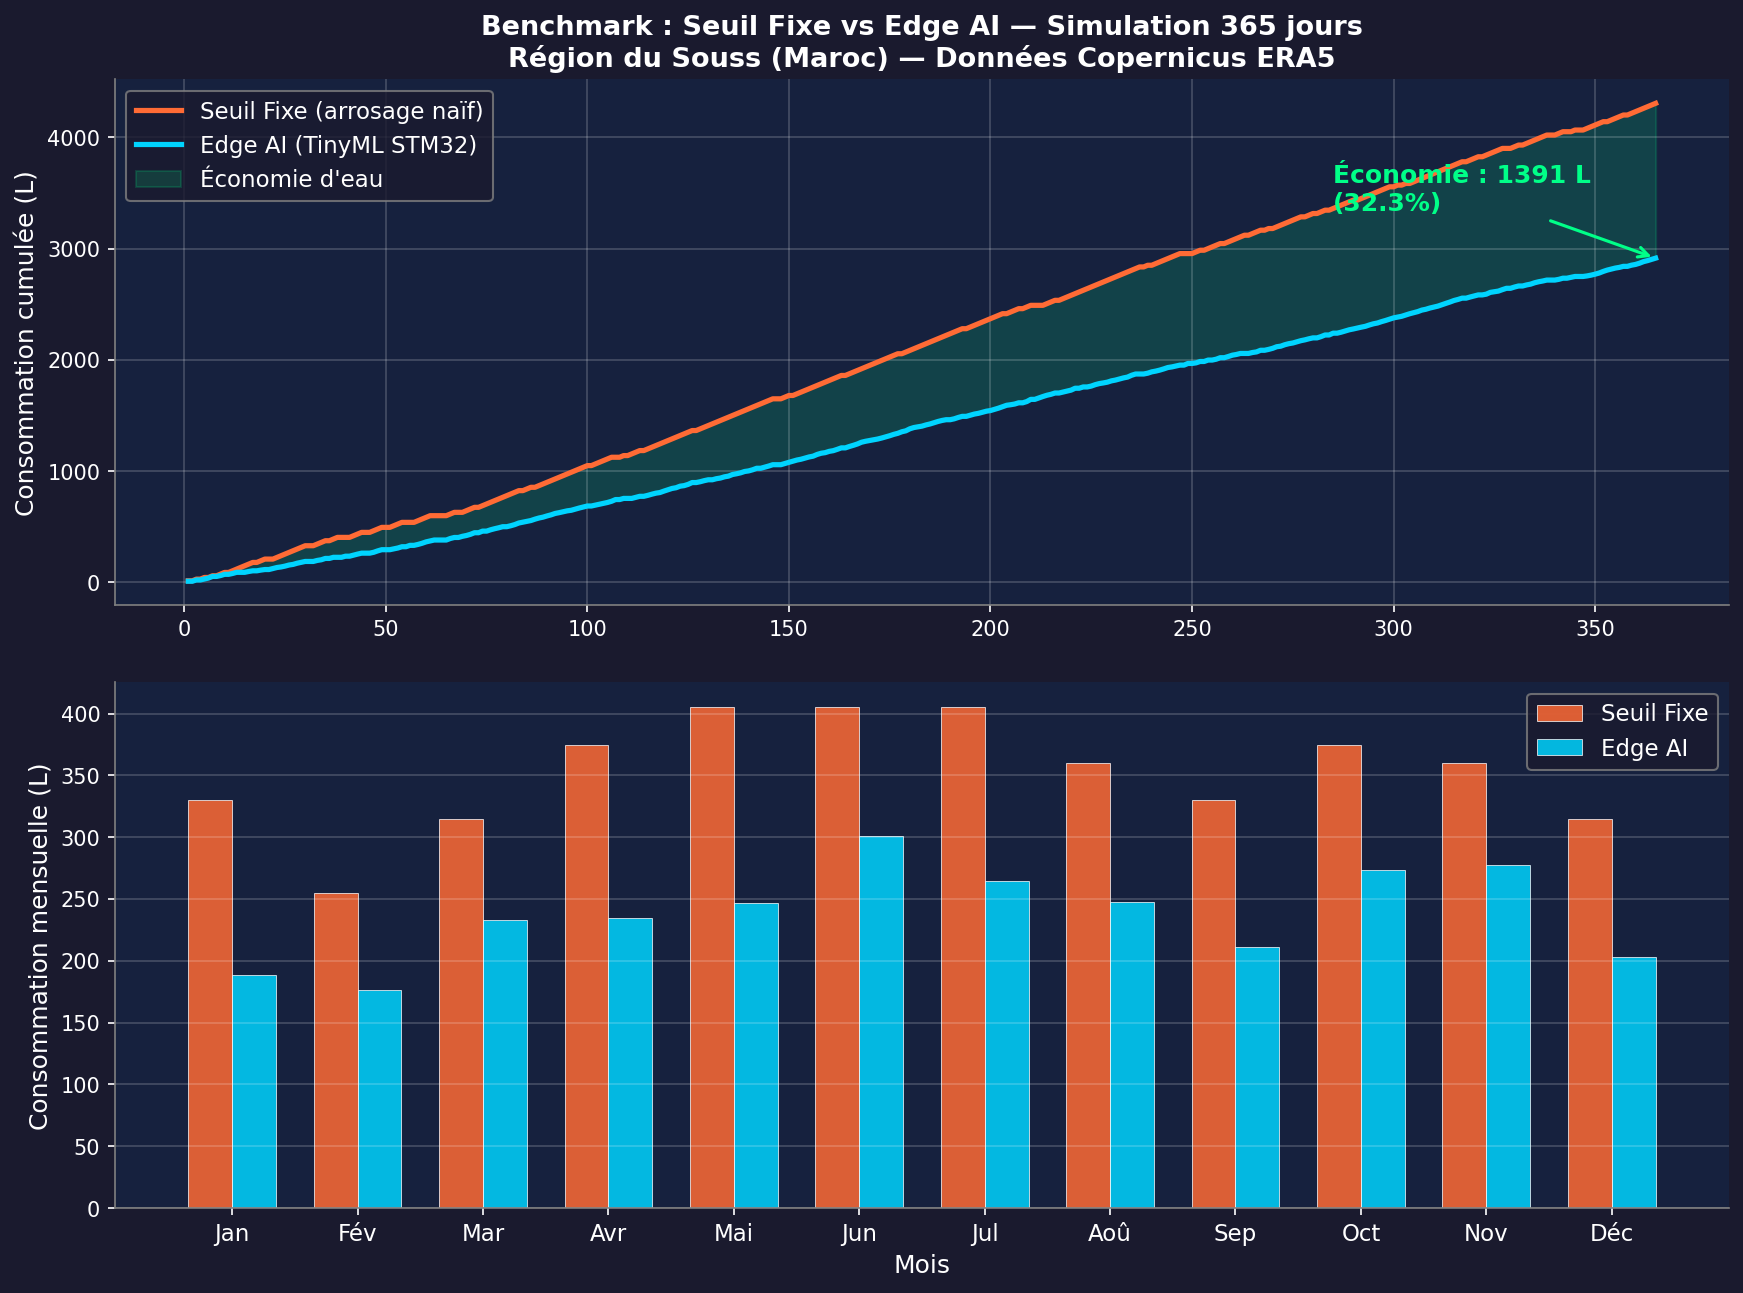 Benchmark : Seuil Fixe vs Edge AI — Simulation 365 jours
Région du Souss (Maroc) — Données Copernicus ERA5
Seuil Fixe (arrosage naïf)
Edge AI (TinyML STM32)
Économie d'eau
Économie : 1391 L
(32.3%)
Consommation cumulée (L)
4000
3000
2000
1000
0
0 50 100 150 200 250 300 350
Seuil Fixe
Edge AI
Consommation mensuelle (L)
400
350
300
250
200
150
100
50
0
Jan Fév Mar Avr Mai Jun Jul Aoû Sep Oct Nov Déc
Mois